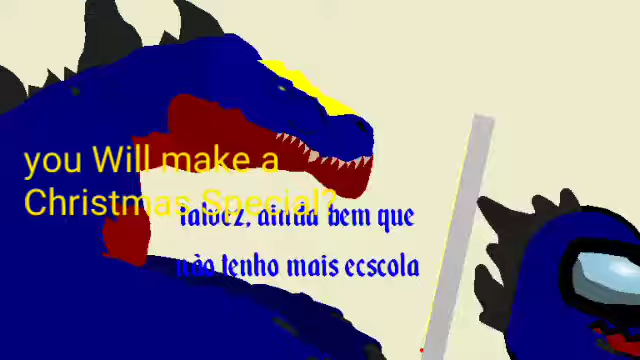 you Will make a
Christmas Special?
talvez, ainda bem que
não tenho mais ecscola